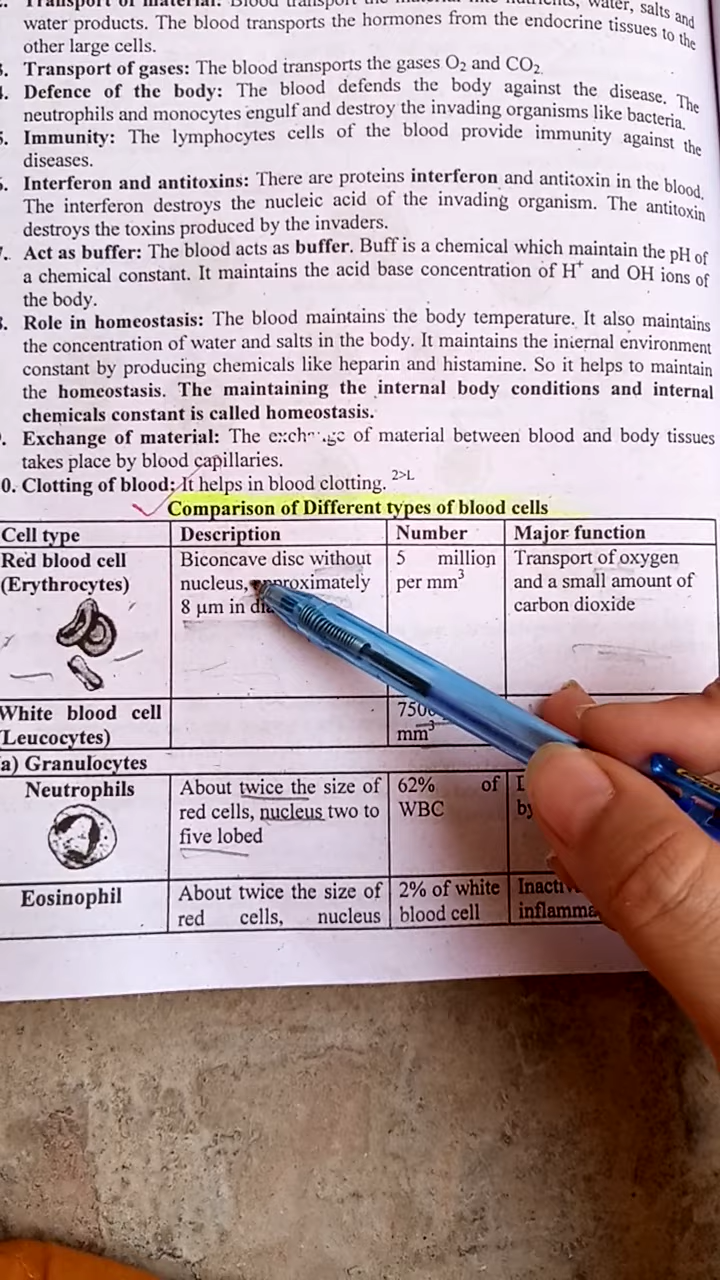 Transport of material: Blood transport the material like nutrients, water, salts and
water products. The blood transports the hormones from the endocrine tissues to the
other large cells.
Transport of gases: The blood transports the gases O₂ and CO₂.
Defence of the body: The blood defends the body against the disease. The
neutrophils and monocytes engulf and destroy the invading organisms like bacteria.
Immunity: The lymphocytes cells of the blood provide immunity against the
diseases.
Interferon and antitoxins: There are proteins interferon and antitoxin in the blood.
The interferon destroys the nucleic acid of the invading organism. The antitoxin
destroys the toxins produced by the invaders.
Act as buffer: The blood acts as buffer. Buff is a chemical which maintain the pH of
a chemical constant. It maintains the acid base concentration of H⁺ and OH ions of
the body.
Role in homeostasis: The blood maintains the body temperature. It also maintains
the concentration of water and salts in the body. It maintains the internal environment
constant by producing chemicals like heparin and histamine. So it helps to maintain
the homeostasis. The maintaining the internal body conditions and internal
chemicals constant is called homeostasis.
Exchange of material: The of material between blood and body tissues
takes place by blood capillaries.
0. Clotting of blood: It helps in blood clotting. 2>L
Comparison of Different types of blood cells
Cell type Description Number Major function
Red blood cell Biconcave disc without 5 million Transport of oxygen
(Erythrocytes) nucleus, per mm³ and a small amount of
8 µm in carbon dioxide
White blood cell
Leucocytes) mm³
a) Granulocytes
Neutrophils About twice the size of 62% of
red cells, nucleus two to WBC by
five lobed
Eosinophil About twice the size of 2% of white
red cells, nucleus blood cell